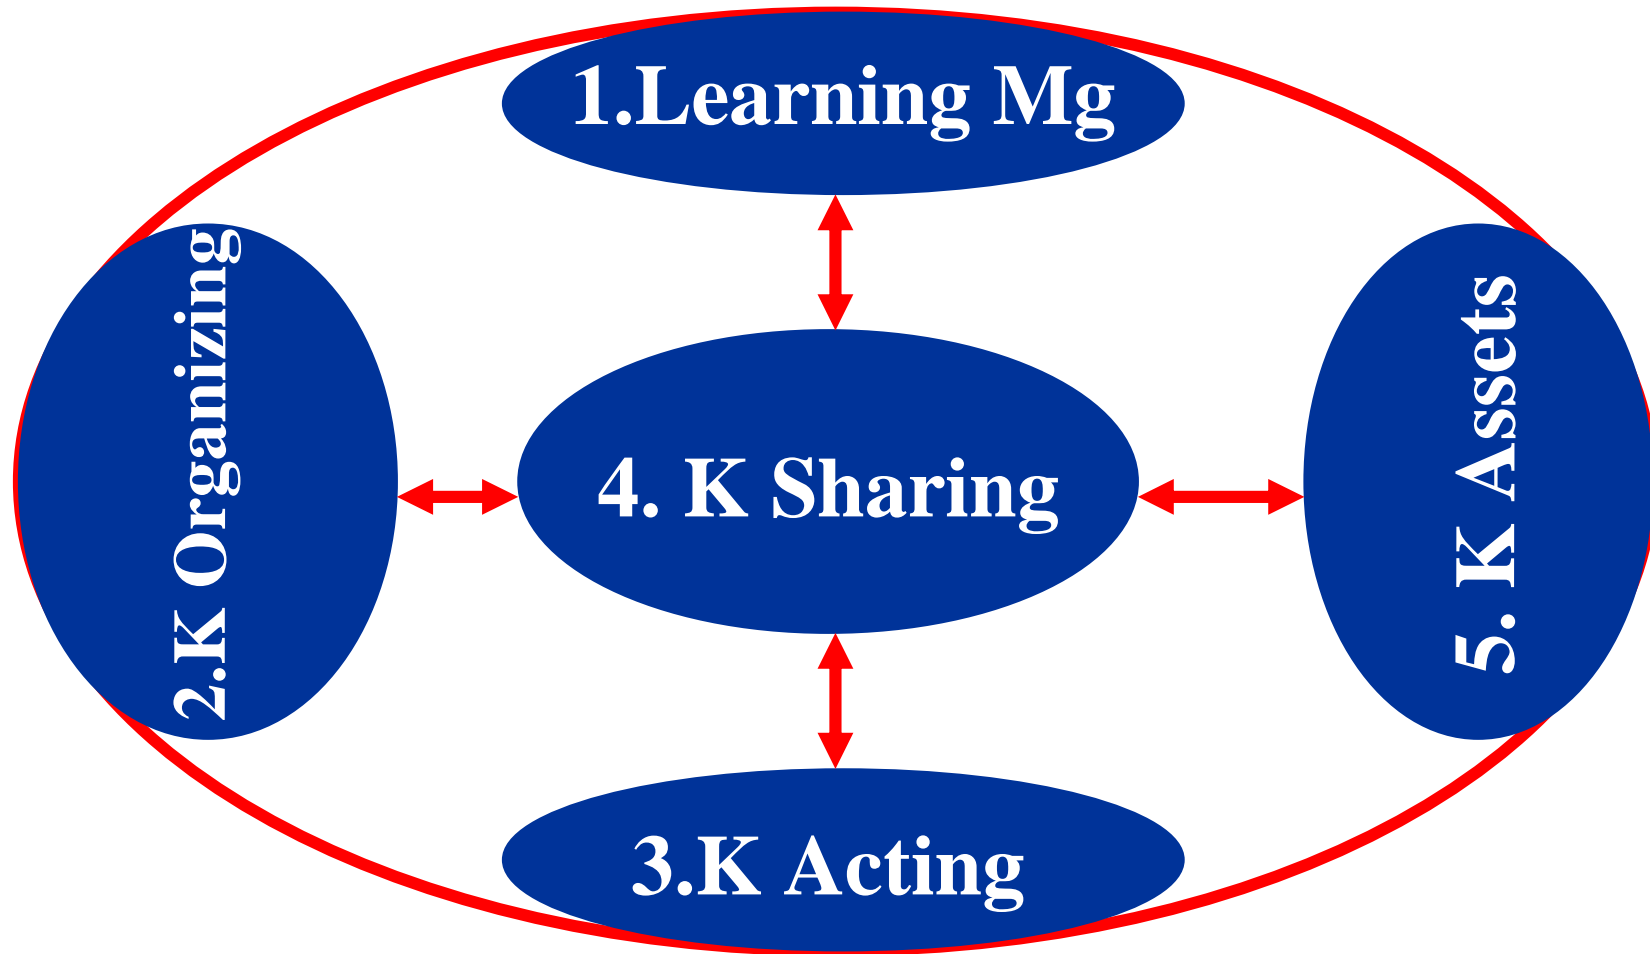 1.Learning Mg
2.K Organizing
4. K Sharing
5. K Assets
3.K Acting